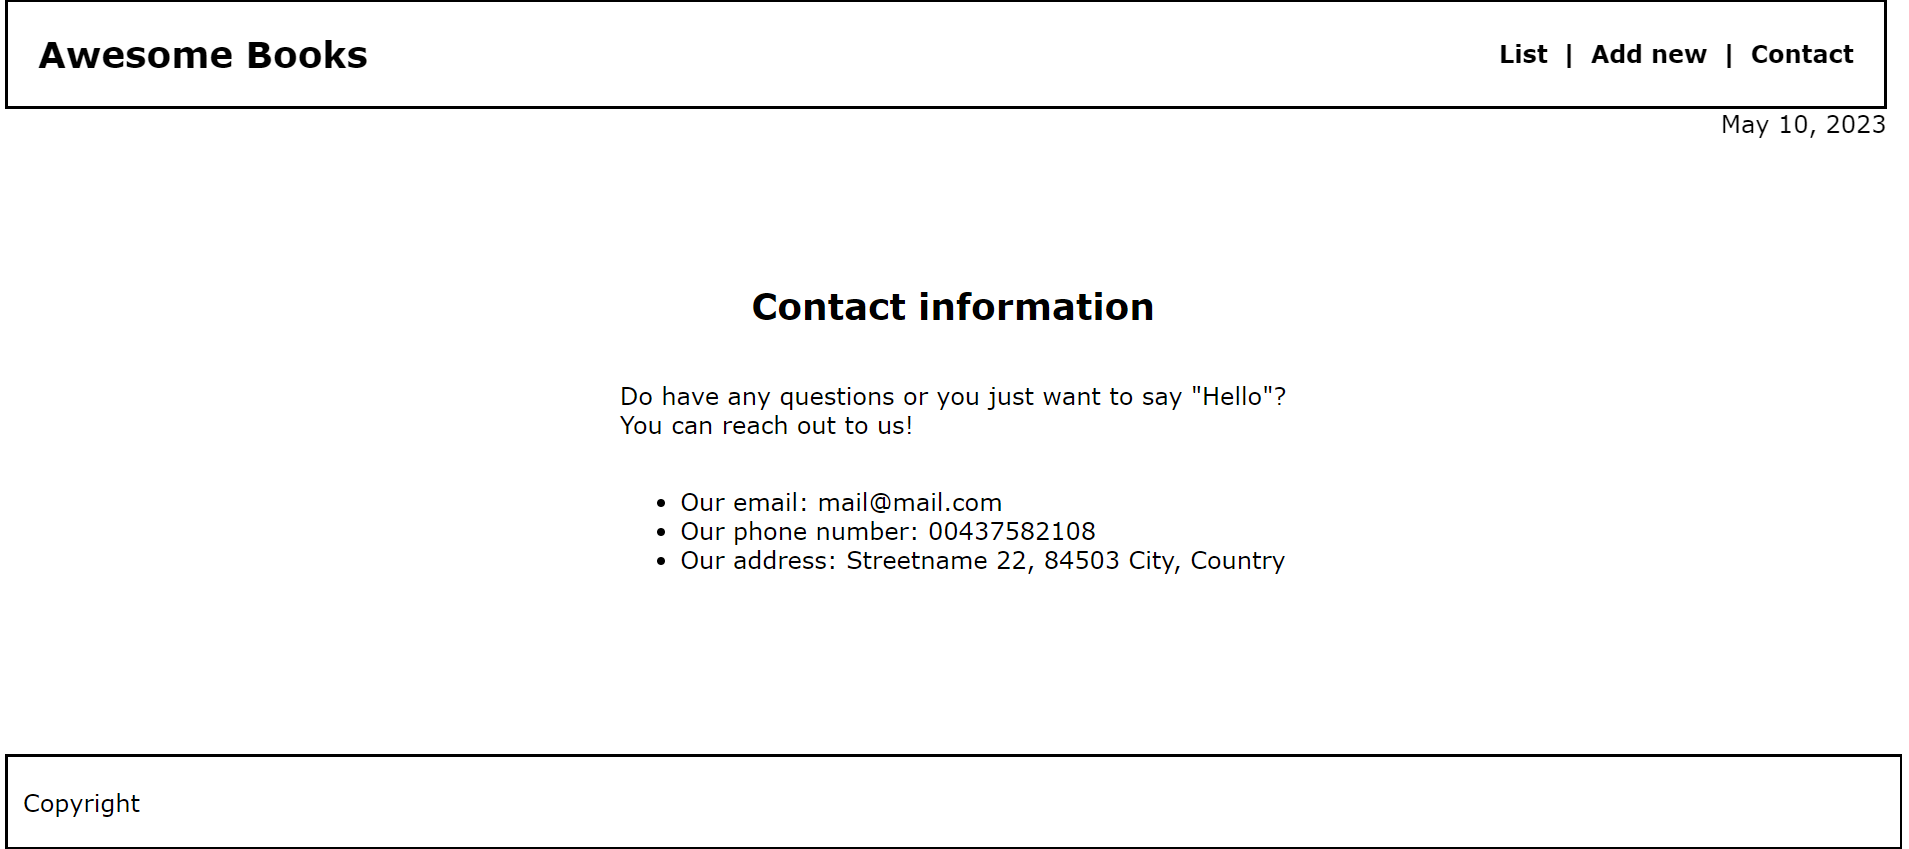 Awesome Books
List | Add new | Contact
May 10, 2023
Contact information
Do have any questions or you just want to say "Hello"?
You can reach out to us!
• Our email: mail@mail.com
• Our phone number: 00437582108
• Our address: Streetname 22, 84503 City, Country
Copyright